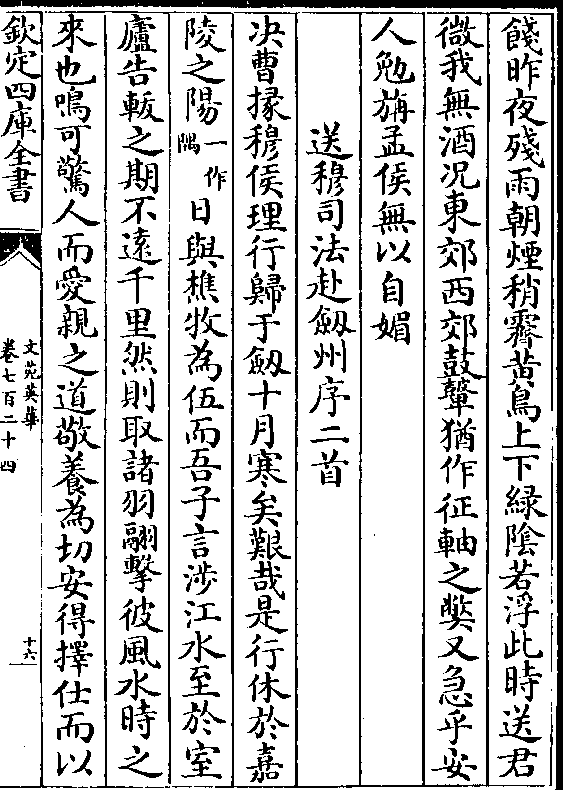 餞昨夜殘雨朝煙稍霽黃鳥上下綠陰若浮此時送君
微我無酒况東郊西郊鼓鼙猶作征軸之獘又急乎安
人勉旃孟侯無以自媚
送穆司法赴劔州序二首
决曹掾穆侯理行歸于劔十月寒矣艱哉是行休於嘉
陵之陽一作隅日與樵牧為伍而吾子言涉江水至於室
廬告輟之期不遠千里然則取諸羽翮擊彼風水時之
來也鳴可驚人而愛親之道敬養為切安得擇仕而以
欽定四庫全書
文苑英華
卷七百二十四
十六